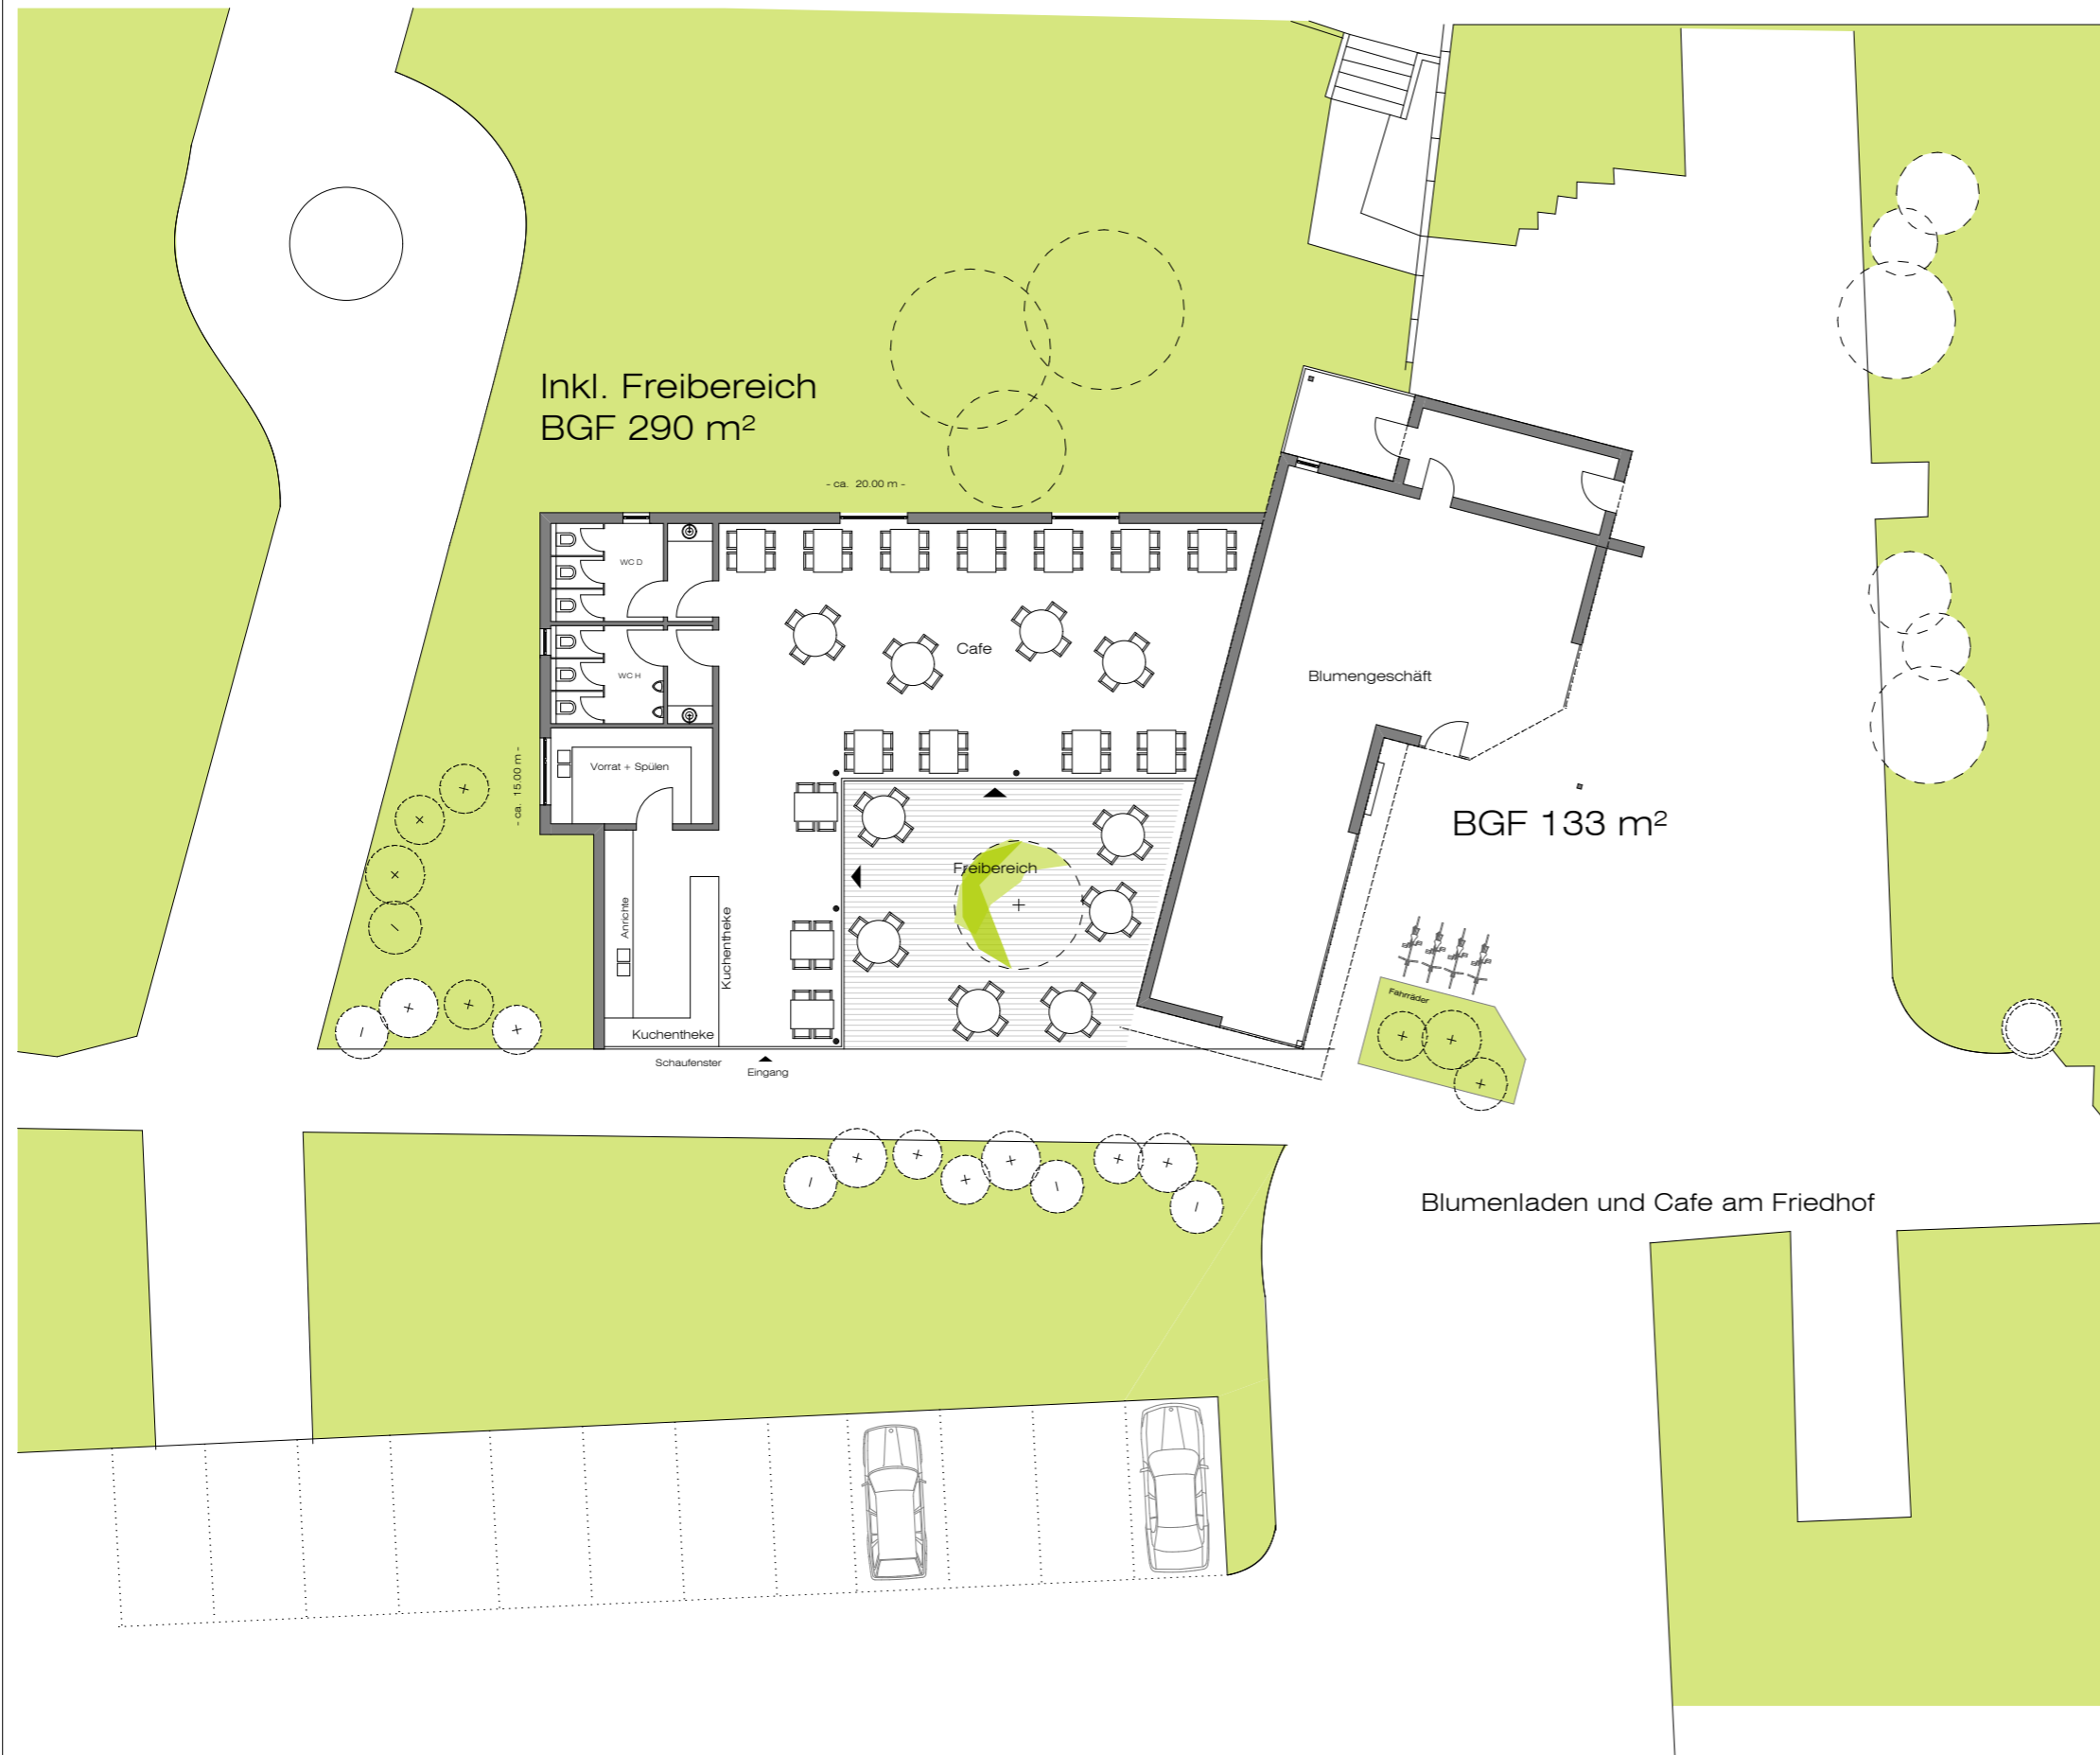 Inkl. Freibereich
BGF 290 m²
- ca. 20.00 m -
WC D
Cafe
WC H
Blumengeschäft
- ca. 15.00 m -
Vorrat + Spülen
BGF 133 m²
Freibereich
Anrichte
Kuchentheke
Fahrräder
Kuchentheke
Schaufenster
Eingang
Blumenladen und Cafe am Friedhof